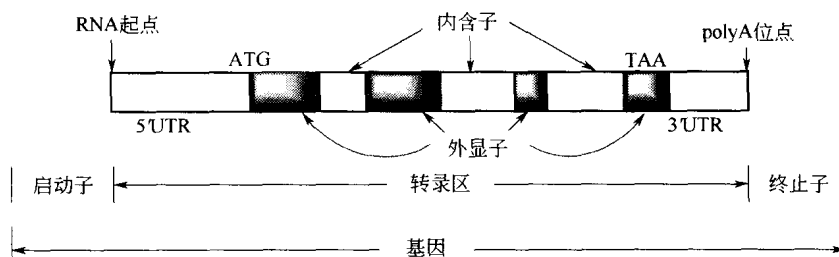 RNA起点
内含子
polyA位点
ATG
TAA
5'UTR
外显子
3'UTR
启动子
转录区
终止子
基因